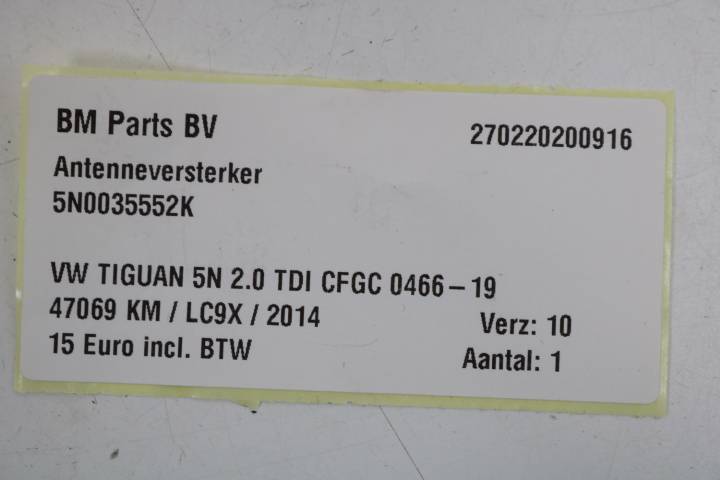 BM Parts BV 270220200916
Antenneversterker
5N0035552K
VW TIGUAN 5N 2.0 TDI CFGC 0466-19
47069 KM / LC9X / 2014 Verz: 10
15 Euro incl. BTW Aantal: 1